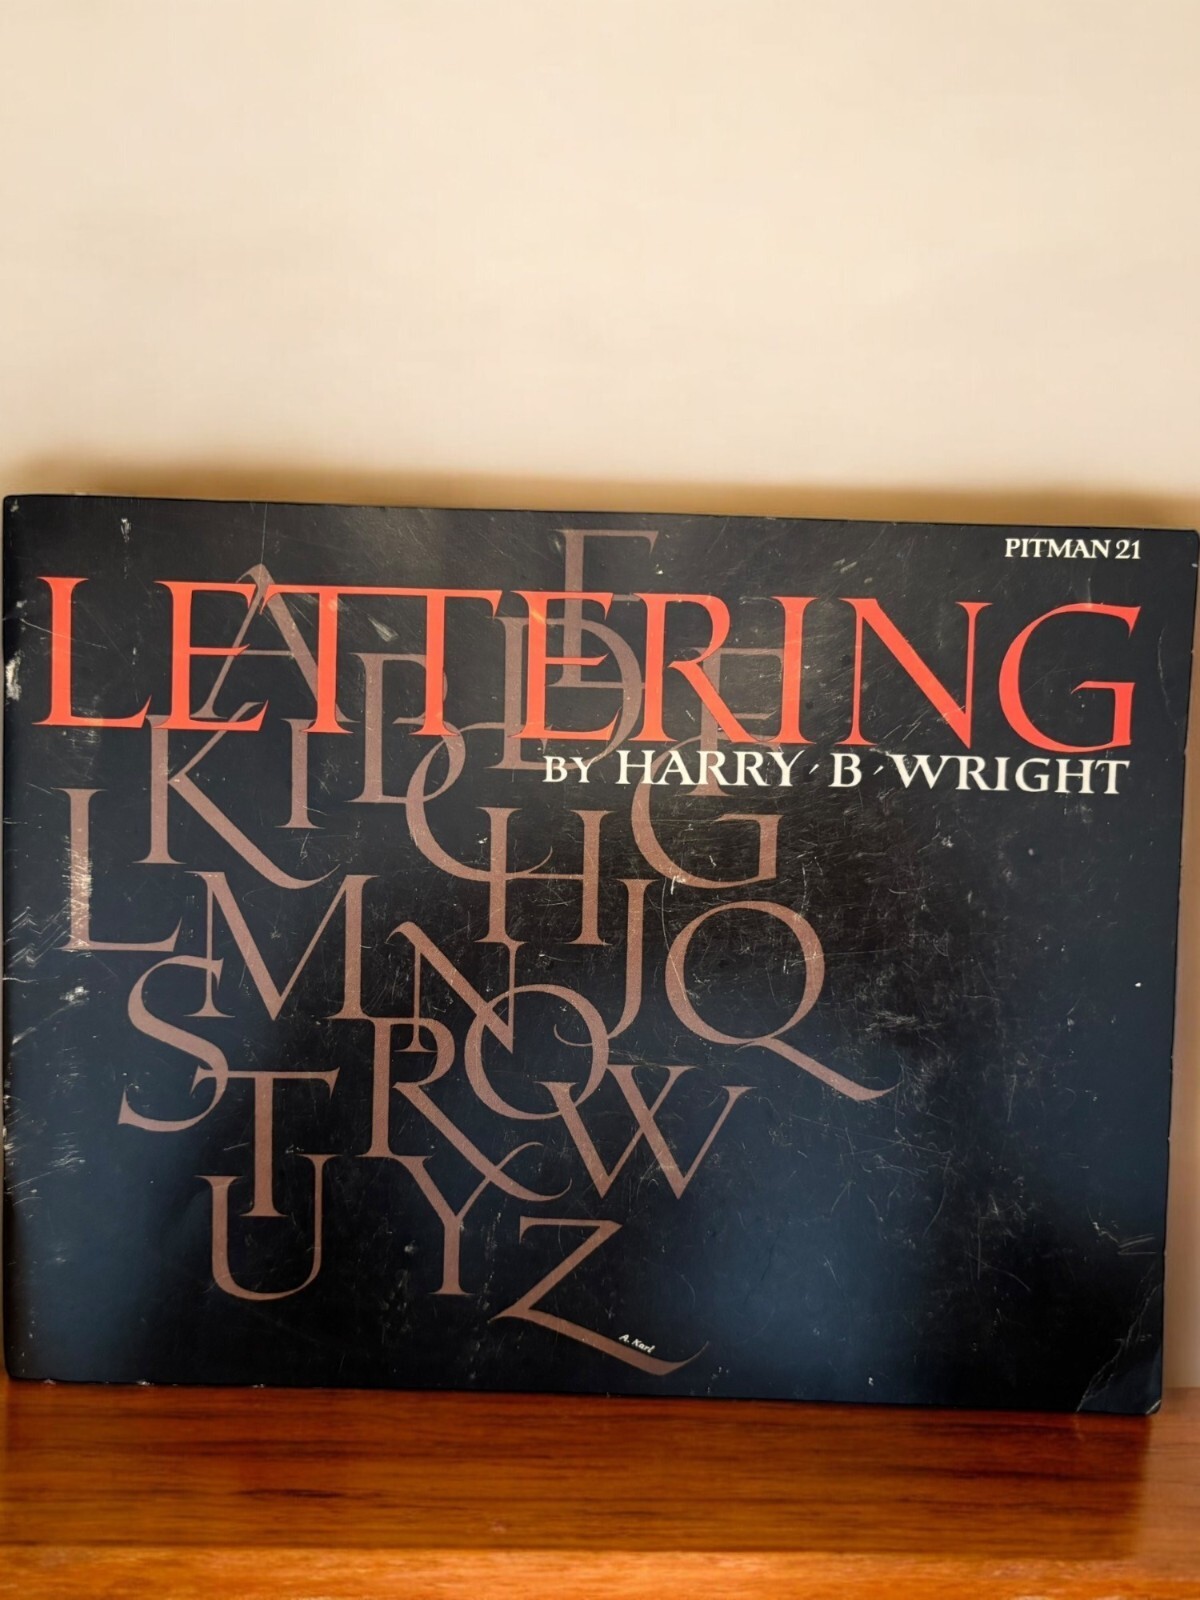 PITMAN 21
LETTERING
BY HARRY · B · WRIGHT
E
A B D F
K I C G
L H
M N J Q
S R O W
T
U Y Z
A. Karl